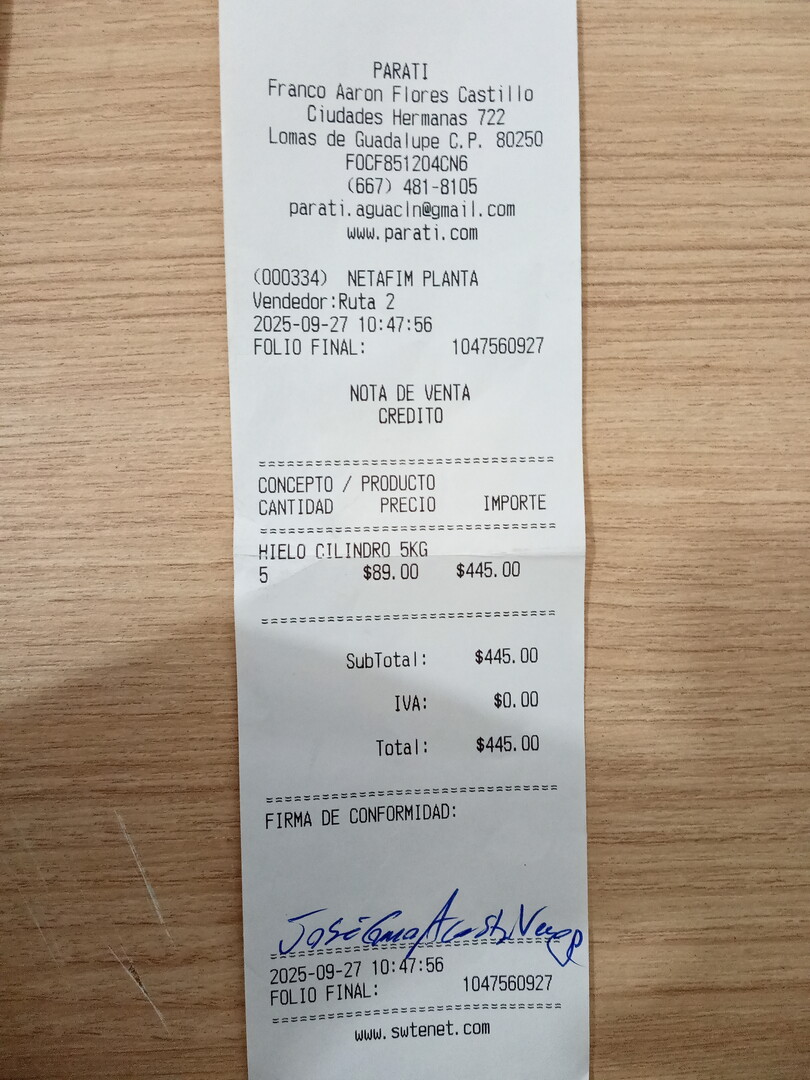 PARATI
Franco Aaron Flores Castillo
Ciudades Hermanas 722
Lomas de Guadalupe C.P. 80250
FOCF851204CN6
(667) 481-8105
parati.aguacln@gmail.com
www.parati.com
(000334) NETAFIM PLANTA
Vendedor:Ruta 2
2025-09-27 10:47:56
FOLIO FINAL: 1047560927
NOTA DE VENTA
CREDITO
CONCEPTO / PRODUCTO
CANTIDAD PRECIO IMPORTE
HIELO CILINDRO 5KG
5 $89.00 $445.00
SubTotal: $445.00
IVA: $0.00
Total: $445.00
FIRMA DE CONFORMIDAD:
José Acosta
2025-09-27 10:47:56
FOLIO FINAL: 1047560927
www.swtenet.com